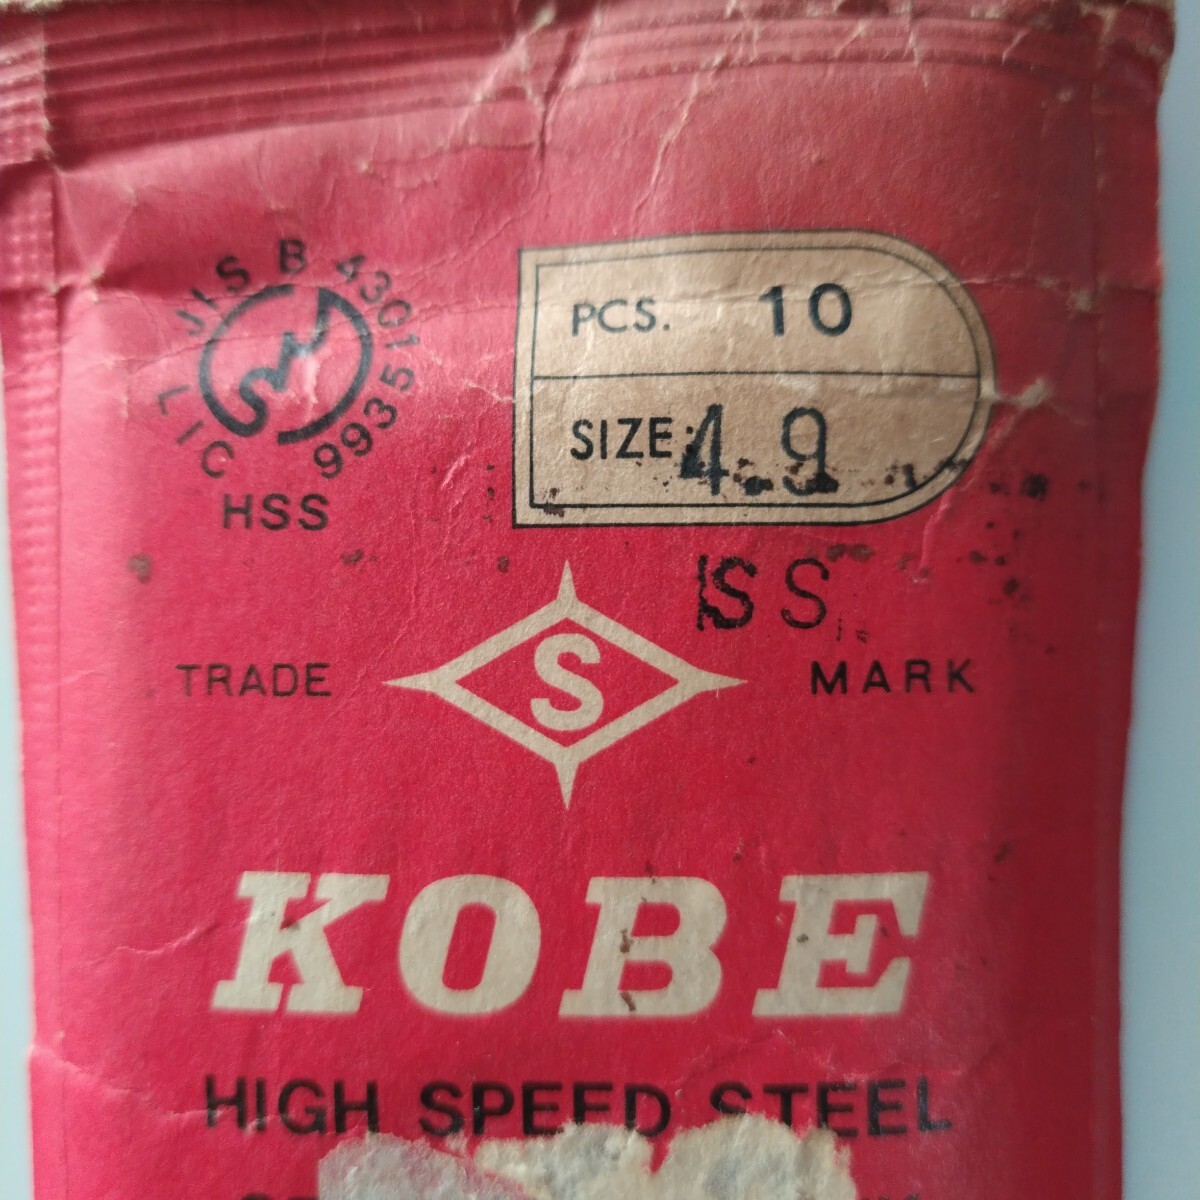 JIS B 4301
LIC 9935
HSS
PCS. 10
SIZE: 4.9
SS
TRADE S MARK
KOBE
HIGH SPEED STEEL